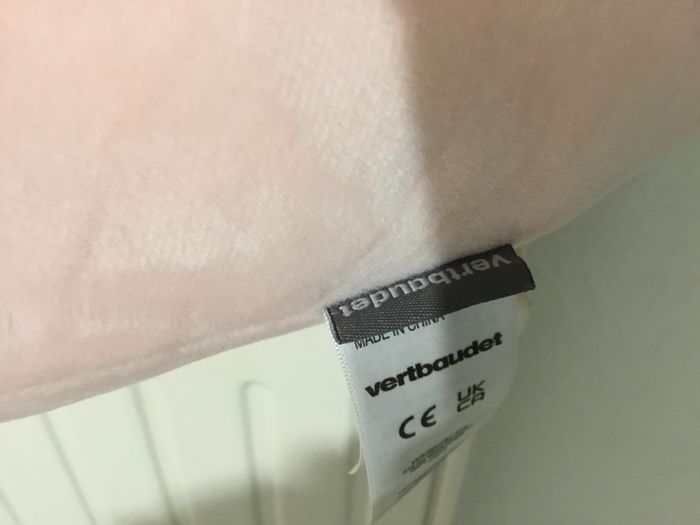 vertbaudet
MADE IN CHINA
vertbaudet
CE UK
CA